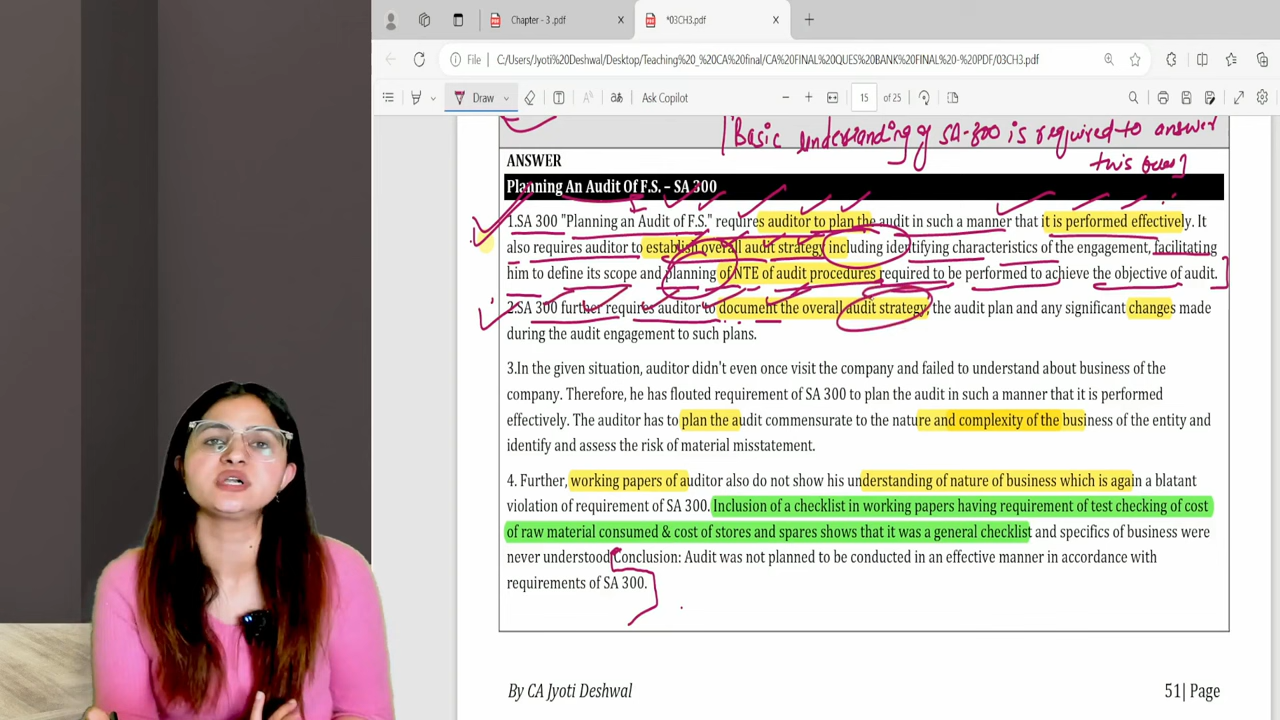 Chapter - 3 .pdf
*03CH3.pdf
File
C:/Users/Jyoti%20Deshwal/Desktop/Teaching%20_%20CA%20final/CA%20FINAL%20QUES%20BANK%20FINAL%20-%20PDF/03CH3.pdf
Draw
Ask Copilot
15
of 25
Basic understanding of SA-300 is required to answer
this ques
ANSWER
Planning An Audit Of F.S. – SA 300
1.SA 300 "Planning an Audit of F.S." requires auditor to plan the audit in such a manner that it is performed effectively. It
also requires auditor to establish overall audit strategy including identifying characteristics of the engagement, facilitating
him to define its scope and planning of NTE of audit procedures required to be performed to achieve the objective of audit.
2.SA 300 further requires auditor to document the overall audit strategy, the audit plan and any significant changes made
during the audit engagement to such plans.
3.In the given situation, auditor didn't even once visit the company and failed to understand about business of the
company. Therefore, he has flouted requirement of SA 300 to plan the audit in such a manner that it is performed
effectively. The auditor has to plan the audit commensurate to the nature and complexity of the business of the entity and
identify and assess the risk of material misstatement.
4. Further, working papers of auditor also do not show his understanding of nature of business which is again a blatant
violation of requirement of SA 300. Inclusion of a checklist in working papers having requirement of test checking of cost
of raw material consumed & cost of stores and spares shows that it was a general checklist and specifics of business were
never understood Conclusion: Audit was not planned to be conducted in an effective manner in accordance with
requirements of SA 300.
By CA Jyoti Deshwal
51| Page